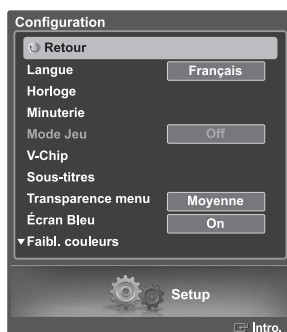 Configuration
Retour
Langue Français
Horloge
Minuterie
Mode Jeu Off
V-Chip
Sous-titres
Transparence menu Moyenne
Écran Bleu On
▼Faibl. couleurs
Setup
Intro.